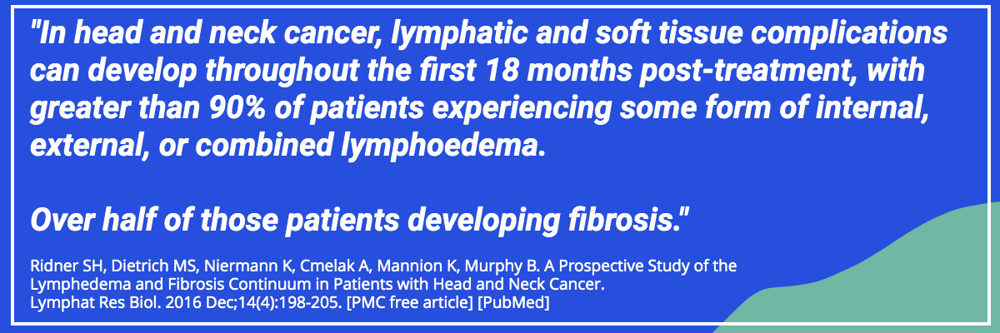 "In head and neck cancer, lymphatic and soft tissue complications
can develop throughout the first 18 months post-treatment, with
greater than 90% of patients experiencing some form of internal,
external, or combined lymphoedema.
Over half of those patients developing fibrosis."
Ridner SH, Dietrich MS, Niermann K, Cmelak A, Mannion K, Murphy B. A Prospective Study of the
Lymphedema and Fibrosis Continuum in Patients with Head and Neck Cancer.
Lymphat Res Biol. 2016 Dec;14(4):198-205. [PMC free article] [PubMed]